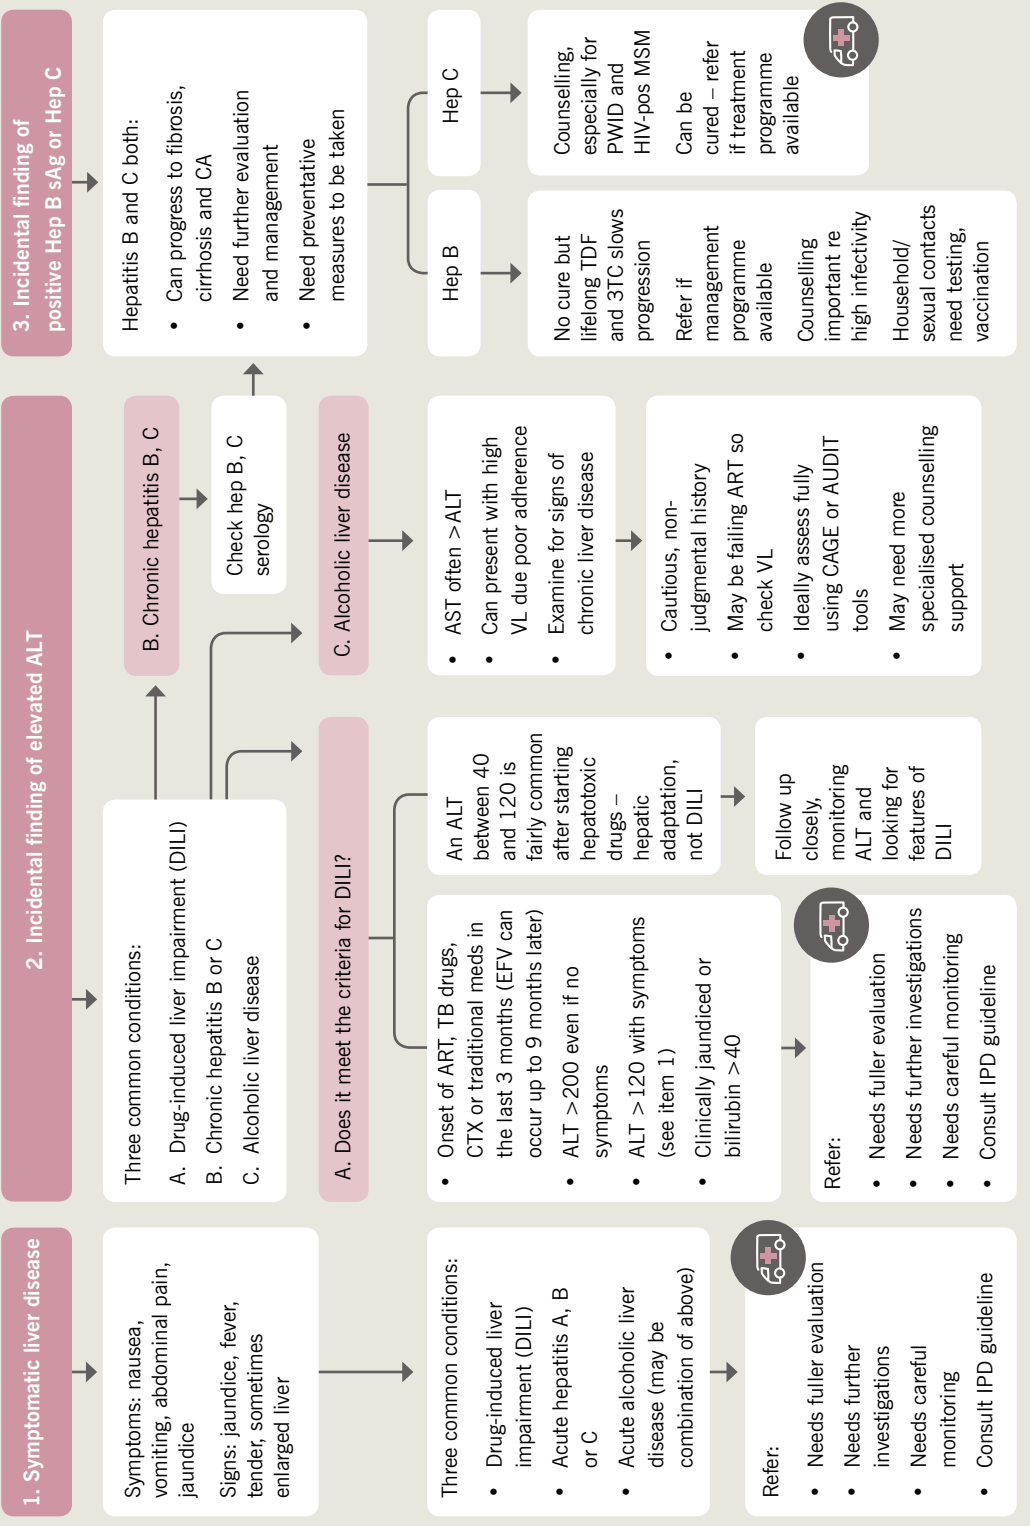 1. Symptomatic liver disease
Symptoms: nausea,
vomiting, abdominal pain,
jaundice
Signs: jaundice, fever,
tender, sometimes
enlarged liver
Three common conditions:
• Drug-induced liver
impairment (DILI)
• Acute hepatitis A, B
or C
• Acute alcoholic liver
disease (may be
combination of above)
Refer:
• Needs fuller evaluation
• Needs further
investigations
• Needs careful
monitoring
• Consult IPD guideline
2. Incidental finding of elevated ALT
Three common conditions:
A. Drug-induced liver impairment (DILI)
B. Chronic hepatitis B or C
C. Alcoholic liver disease
A. Does it meet the criteria for DILI?
• Onset of ART, TB drugs,
CTX or traditional meds in
the last 3 months (EFV can
occur up to 9 months later)
• ALT >200 even if no
symptoms
• ALT >120 with symptoms
(see item 1)
• Clinically jaundiced or
bilirubin >40
Refer:
• Needs fuller evaluation
• Needs further investigations
• Needs careful monitoring
• Consult IPD guideline
An ALT
between 40
and 120 is
fairly common
after starting
hepatotoxic
drugs –
hepatic
adaptation,
not DILI
Follow up
closely,
monitoring
ALT and
looking for
features of
DILI
B. Chronic hepatitis B, C
Check hep B, C
serology
C. Alcoholic liver disease
• AST often >ALT
• Can present with high
VL due poor adherence
• Examine for signs of
chronic liver disease
• Cautious, non-
judgmental history
• May be failing ART so
check VL
• Ideally assess fully
using CAGE or AUDIT
tools
• May need more
specialised counselling
support
3. Incidental finding of
positive Hep B sAg or Hep C
Hepatitis B and C both:
• Can progress to fibrosis,
cirrhosis and CA
• Need further evaluation
and management
• Need preventative
measures to be taken
Hep B
No cure but
lifelong TDF
and 3TC slows
progression
Refer if
management
programme
available
Counselling
important re
high infectivity
Household/
sexual contacts
need testing,
vaccination
Hep C
Counselling,
especially for
PWID and
HIV-pos MSM
Can be
cured – refer
if treatment
programme
available